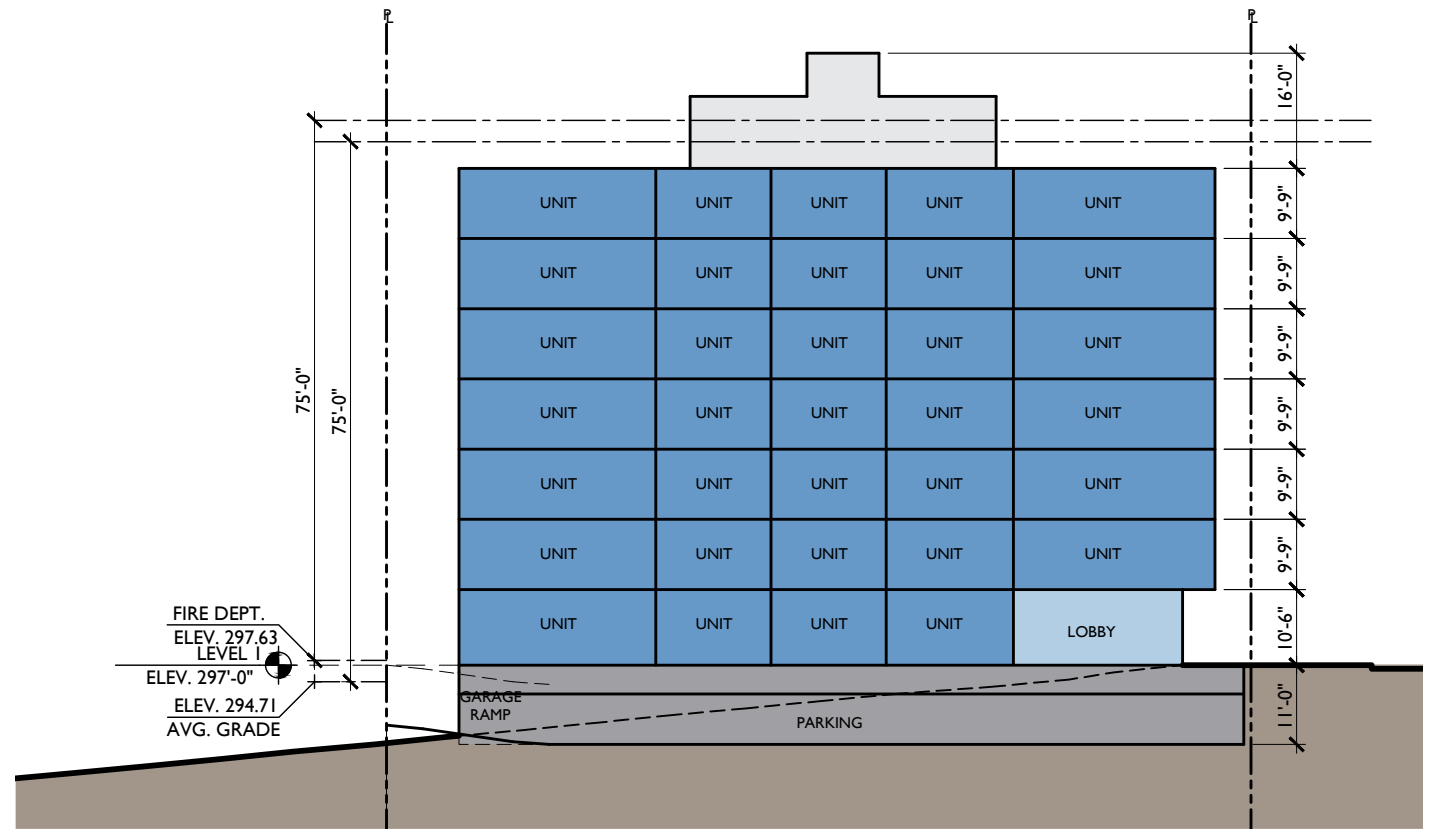 PL
PL
16'-0"
UNIT UNIT UNIT UNIT UNIT
9'-9"
UNIT UNIT UNIT UNIT UNIT
9'-9"
UNIT UNIT UNIT UNIT UNIT
9'-9"
75'-0"
75'-0"
UNIT UNIT UNIT UNIT UNIT
9'-9"
UNIT UNIT UNIT UNIT UNIT
9'-9"
UNIT UNIT UNIT UNIT UNIT
9'-9"
UNIT UNIT UNIT UNIT LOBBY
10'-6"
FIRE DEPT.
ELEV. 297.63
LEVEL 1
ELEV. 297'-0"
ELEV. 294.71
AVG. GRADE
GARAGE
RAMP
PARKING
11'-0"